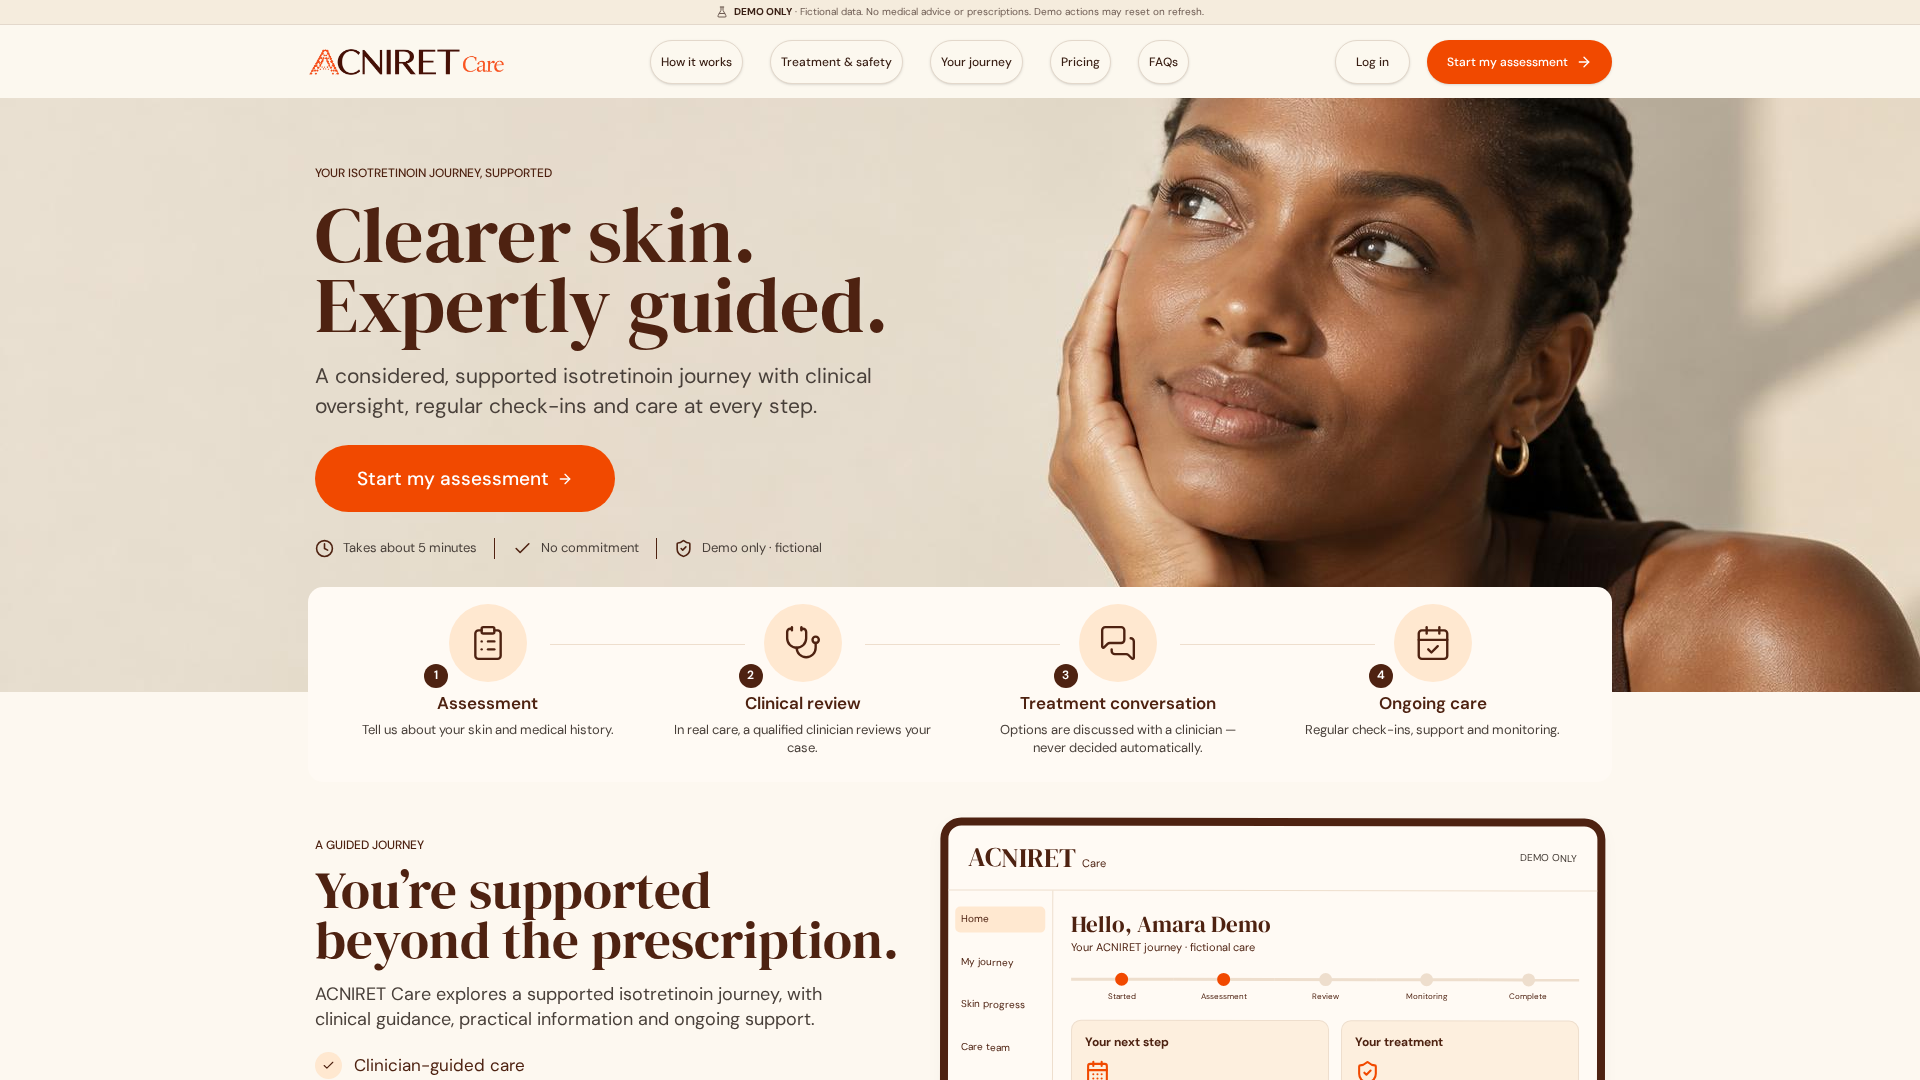 DEMO ONLY · Fictional data. No medical advice or prescriptions. Demo actions may reset on refresh.
ACNIRET Care
How it works
Treatment & safety
Your journey
Pricing
FAQs
Log in
Start my assessment
YOUR ISOTRETINOIN JOURNEY, SUPPORTED
Clearer skin.
Expertly guided.
A considered, supported isotretinoin journey with clinical
oversight, regular check-ins and care at every step.
Start my assessment
Takes about 5 minutes
No commitment
Demo only · fictional
1
Assessment
Tell us about your skin and medical history.
2
Clinical review
In real care, a qualified clinician reviews your
case.
3
Treatment conversation
Options are discussed with a clinician —
never decided automatically.
4
Ongoing care
Regular check-ins, support and monitoring.
A GUIDED JOURNEY
You’re supported
beyond the prescription.
ACNIRET Care explores a supported isotretinoin journey, with
clinical guidance, practical information and ongoing support.
Clinician-guided care
ACNIRET Care
DEMO ONLY
Home
My journey
Skin progress
Care team
Hello, Amara Demo
Your ACNIRET journey · fictional care
Started
Assessment
Review
Monitoring
Complete
Your next step
Your treatment